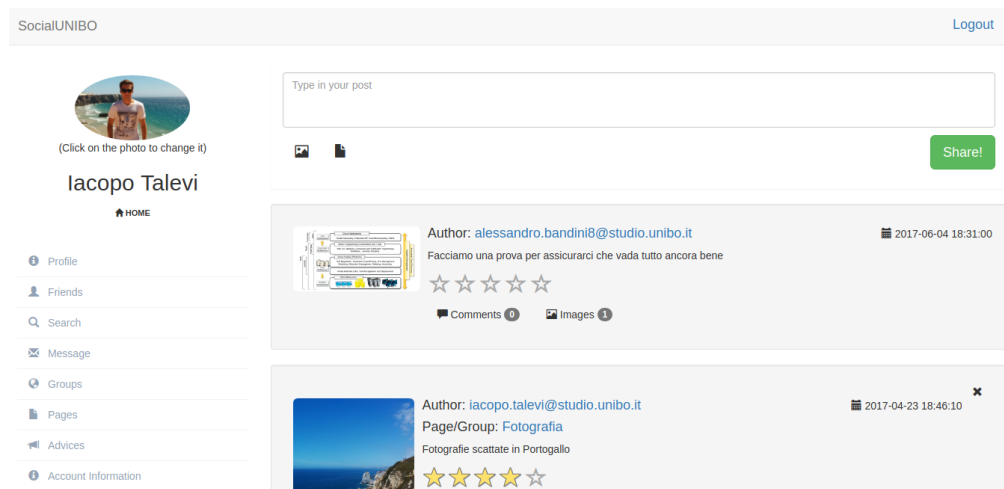 SocialUNIBO
Logout
(Click on the photo to change it)
Iacopo Talevi
HOME
Profile
Friends
Search
Message
Groups
Pages
Advices
Account Information
Type in your post
Share!
Author: alessandro.bandini8@studio.unibo.it
2017-06-04 18:31:00
Facciamo una prova per assicurarci che vada tutto ancora bene
Comments 0
Images 1
Author: iacopo.talevi@studio.unibo.it
2017-04-23 18:46:10
Page/Group: Fotografia
Fotografie scattate in Portogallo